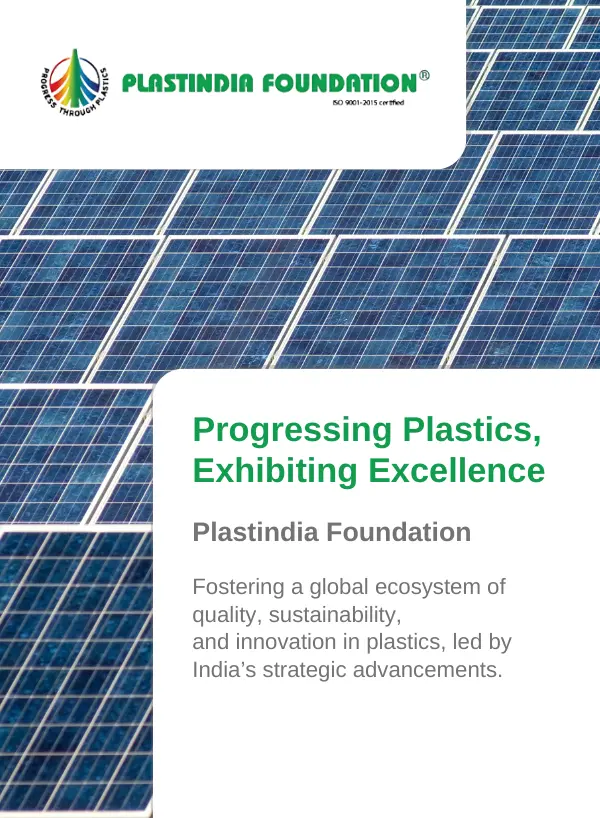 PROGRESS THROUGH PLASTICS
PLASTINDIA FOUNDATION®
ISO 9001-2015 certified
Progressing Plastics,
Exhibiting Excellence
Plastindia Foundation
Fostering a global ecosystem of
quality, sustainability,
and innovation in plastics, led by
India’s strategic advancements.